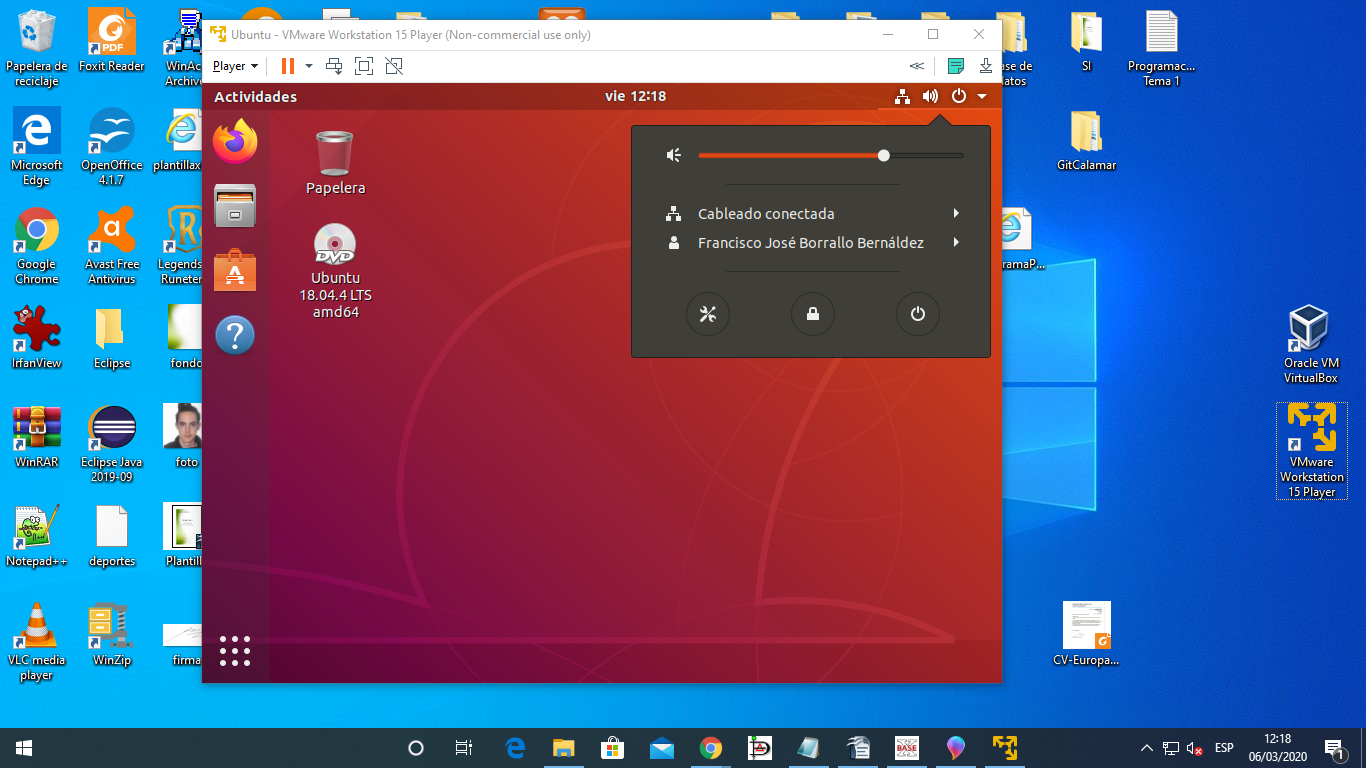 Ubuntu - VMware Workstation 15 Player (Non-commercial use only)
Player
Actividades
vie 12:18
Papelera
Ubuntu
18.04.4 LTS
amd64
Cableado conectada
Francisco José Borrallo Bernáldez
Papelera de
reciclaje
PDF
Foxit Reader
WinAc
Archive
ase de
atos
SI
Programac...
Tema 1
Microsoft
Edge
OpenOffice
4.1.7
plantillax
GitCalamar
Google
Chrome
Avast Free
Antivirus
Legends
Runeter
ramaP...
IrfanView
Eclipse
fondo
Oracle VM
VirtualBox
WinRAR
Eclipse Java
2019-09
foto
VMware
Workstation
15 Player
Notepad++
deportes
Plantill
VLC media
player
WinZip
firma
CV-Europa...
DVD
BASE
ESP
12:18
06/03/2020
1